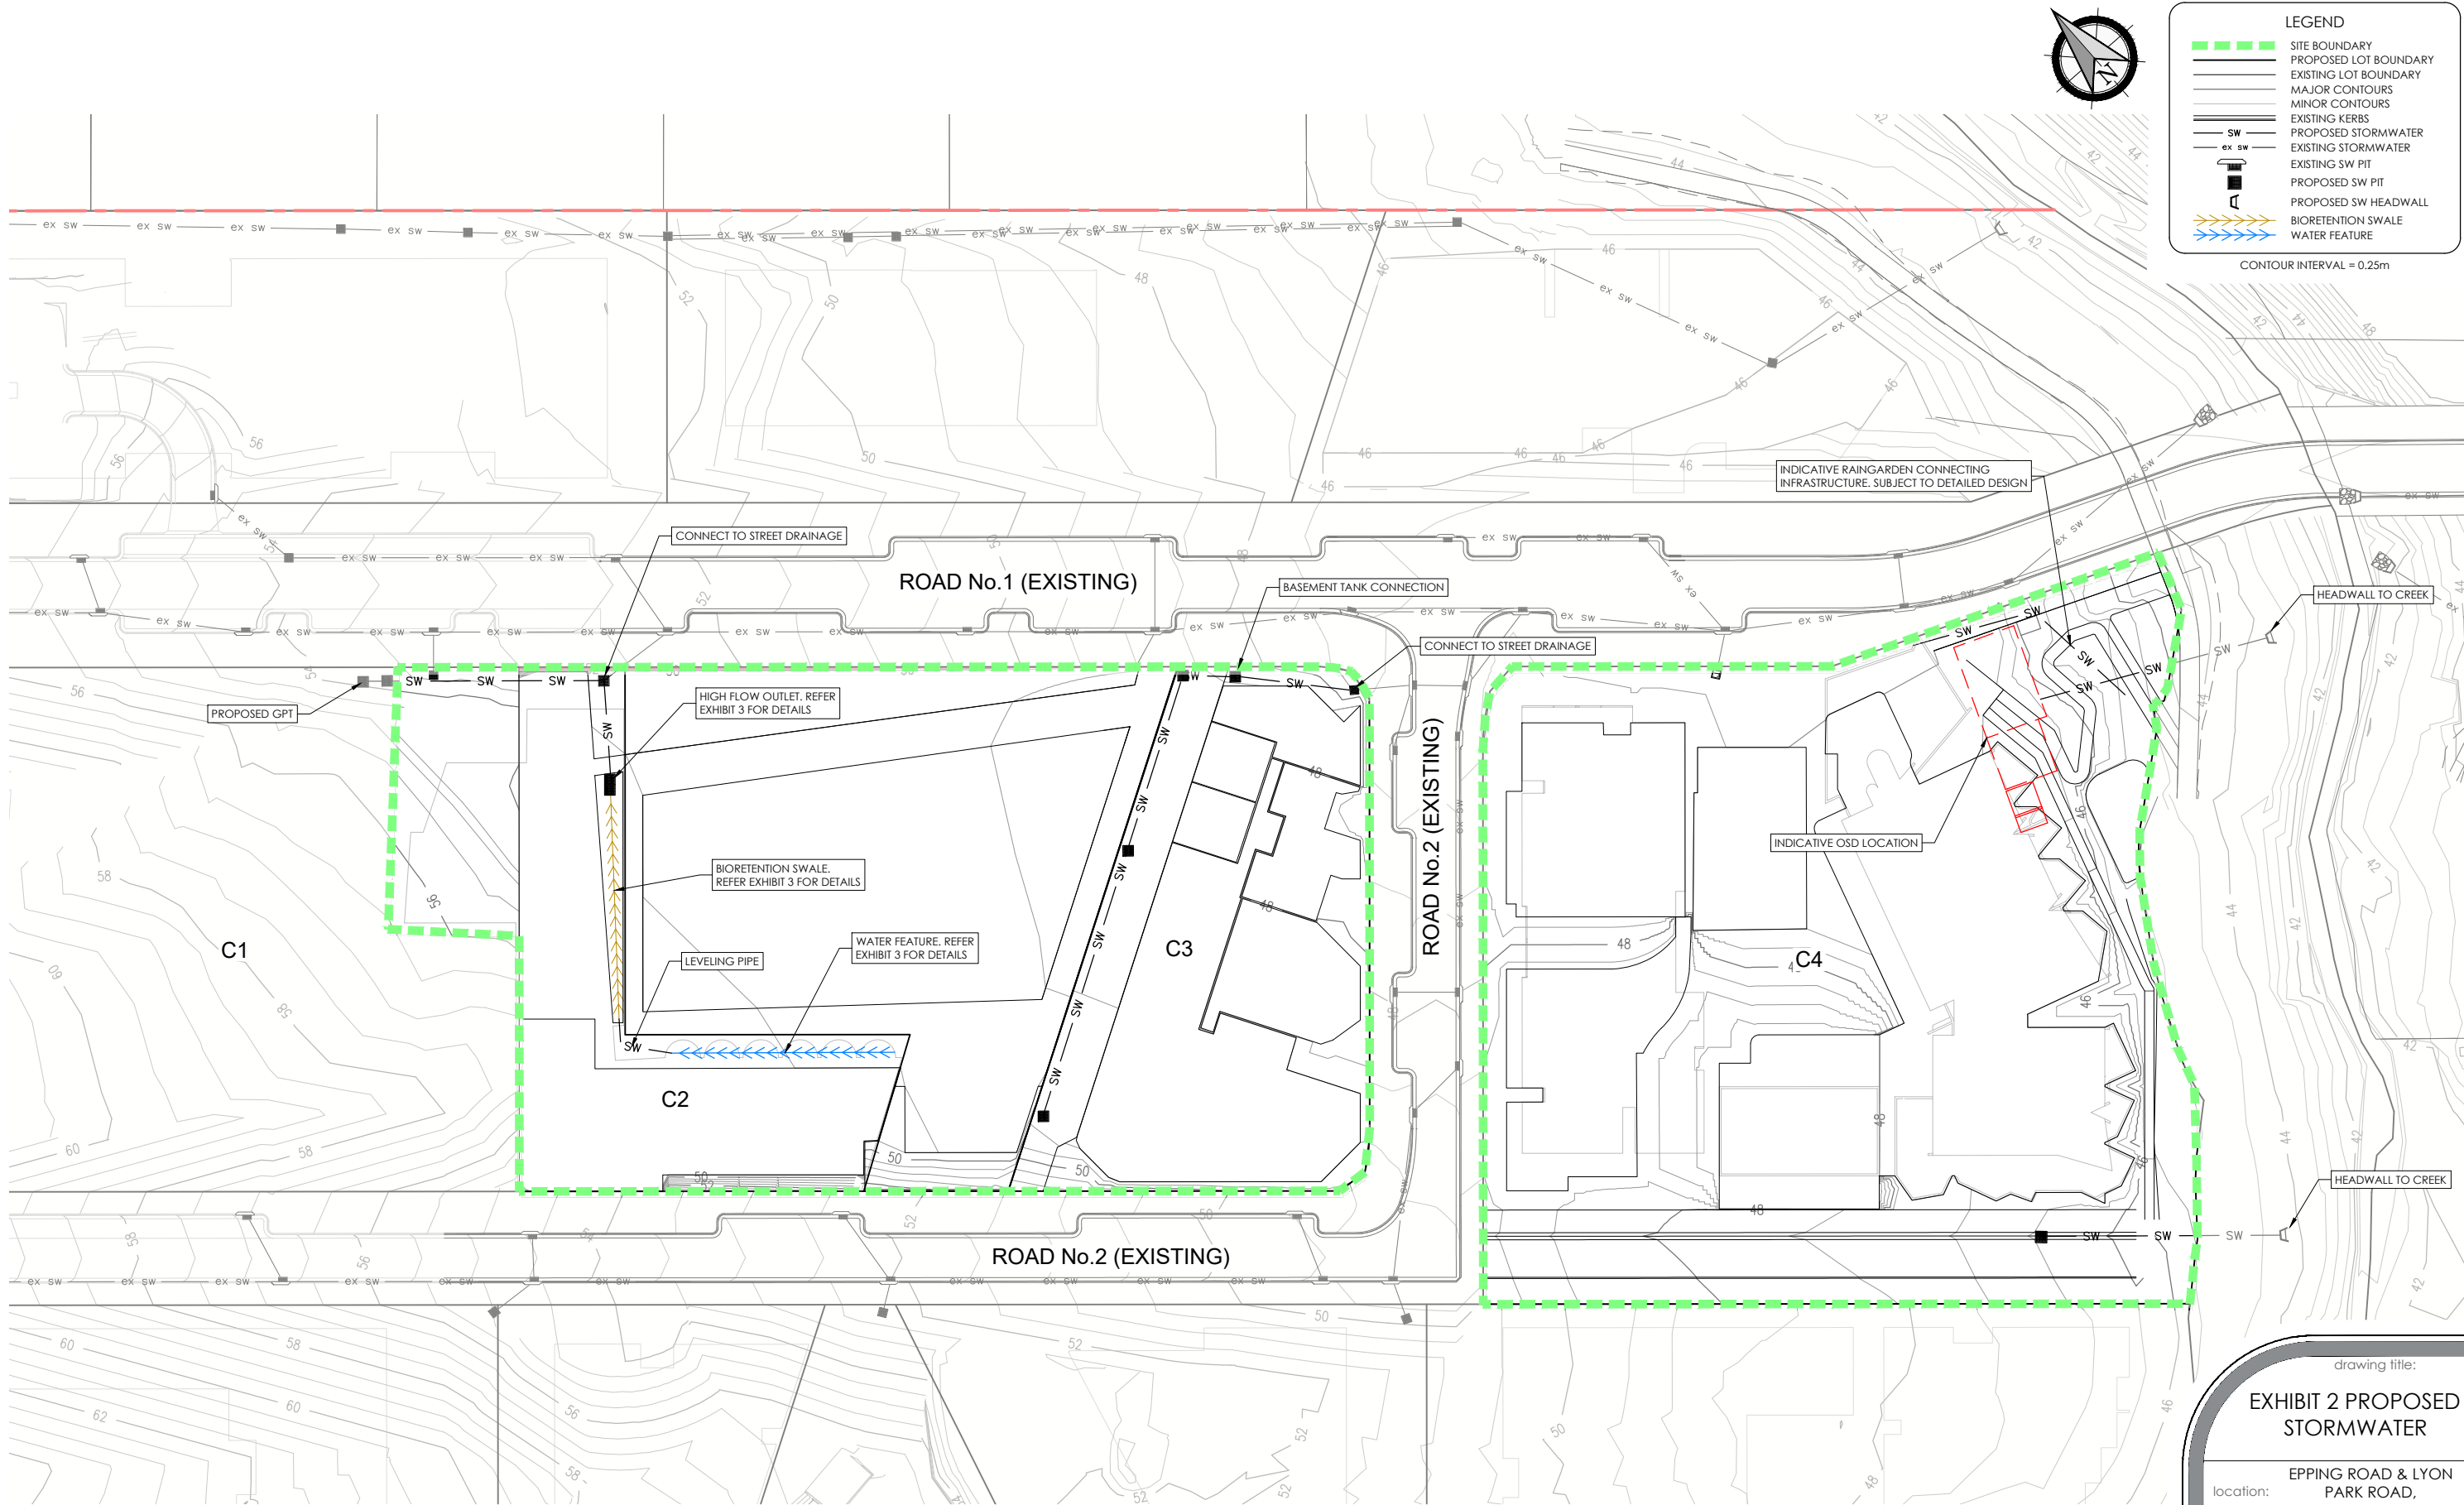 N
LEGEND
SITE BOUNDARY
PROPOSED LOT BOUNDARY
EXISTING LOT BOUNDARY
MAJOR CONTOURS
MINOR CONTOURS
EXISTING KERBS
SW PROPOSED STORMWATER
ex sw EXISTING STORMWATER
EXISTING SW PIT
PROPOSED SW PIT
PROPOSED SW HEADWALL
BIORETENTION SWALE
WATER FEATURE
CONTOUR INTERVAL = 0.25m
INDICATIVE RAINGARDEN CONNECTING
INFRASTRUCTURE. SUBJECT TO DETAILED DESIGN
CONNECT TO STREET DRAINAGE
ROAD No.1 (EXISTING)
BASEMENT TANK CONNECTION
HEADWALL TO CREEK
CONNECT TO STREET DRAINAGE
PROPOSED GPT
HIGH FLOW OUTLET. REFER
EXHIBIT 3 FOR DETAILS
ROAD No.2 (EXISTING)
INDICATIVE OSD LOCATION
BIORETENTION SWALE.
REFER EXHIBIT 3 FOR DETAILS
C1
LEVELING PIPE
WATER FEATURE. REFER
EXHIBIT 3 FOR DETAILS
C3
C4
C2
HEADWALL TO CREEK
ROAD No.2 (EXISTING)
drawing title:
EXHIBIT 2 PROPOSED
STORMWATER
location:
EPPING ROAD & LYON
PARK ROAD,